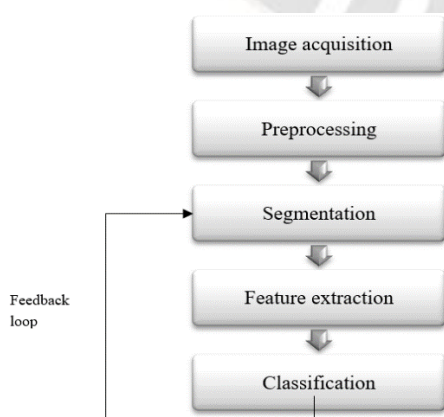 Image acquisition
Preprocessing
Segmentation
Feature extraction
Feedback
loop
Classification